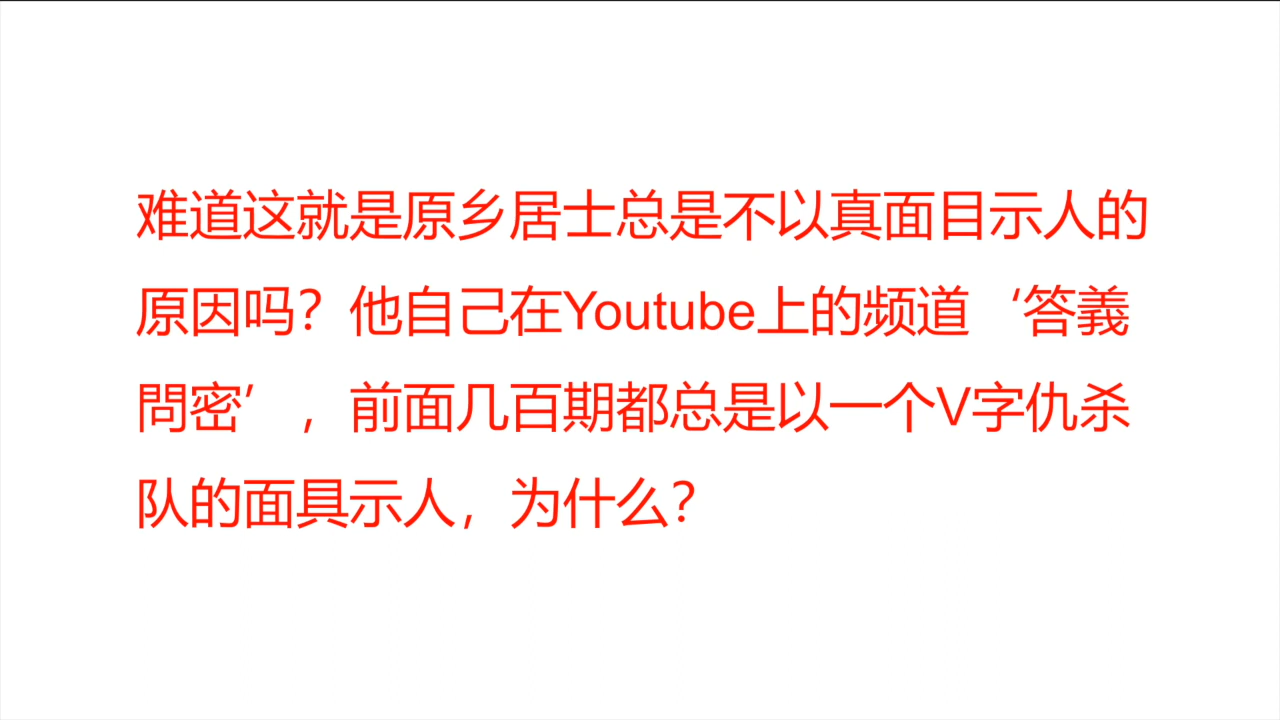 难道这就是原乡居士总是不以真面目示人的
原因吗？他自己在Youtube上的频道‘答義
問密’，前面几百期都总是以一个V字仇杀
队的面具示人，为什么？